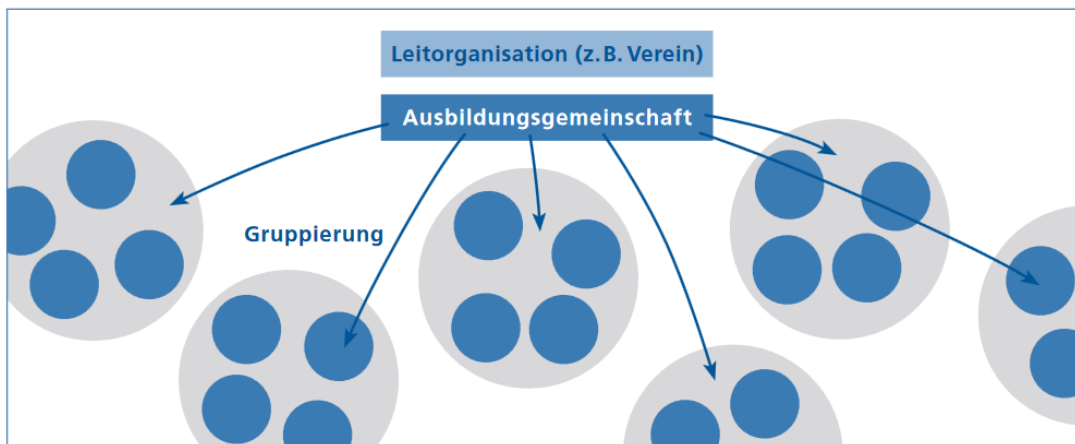 Leitorganisation (z. B. Verein)
Ausbildungsgemeinschaft
Gruppierung